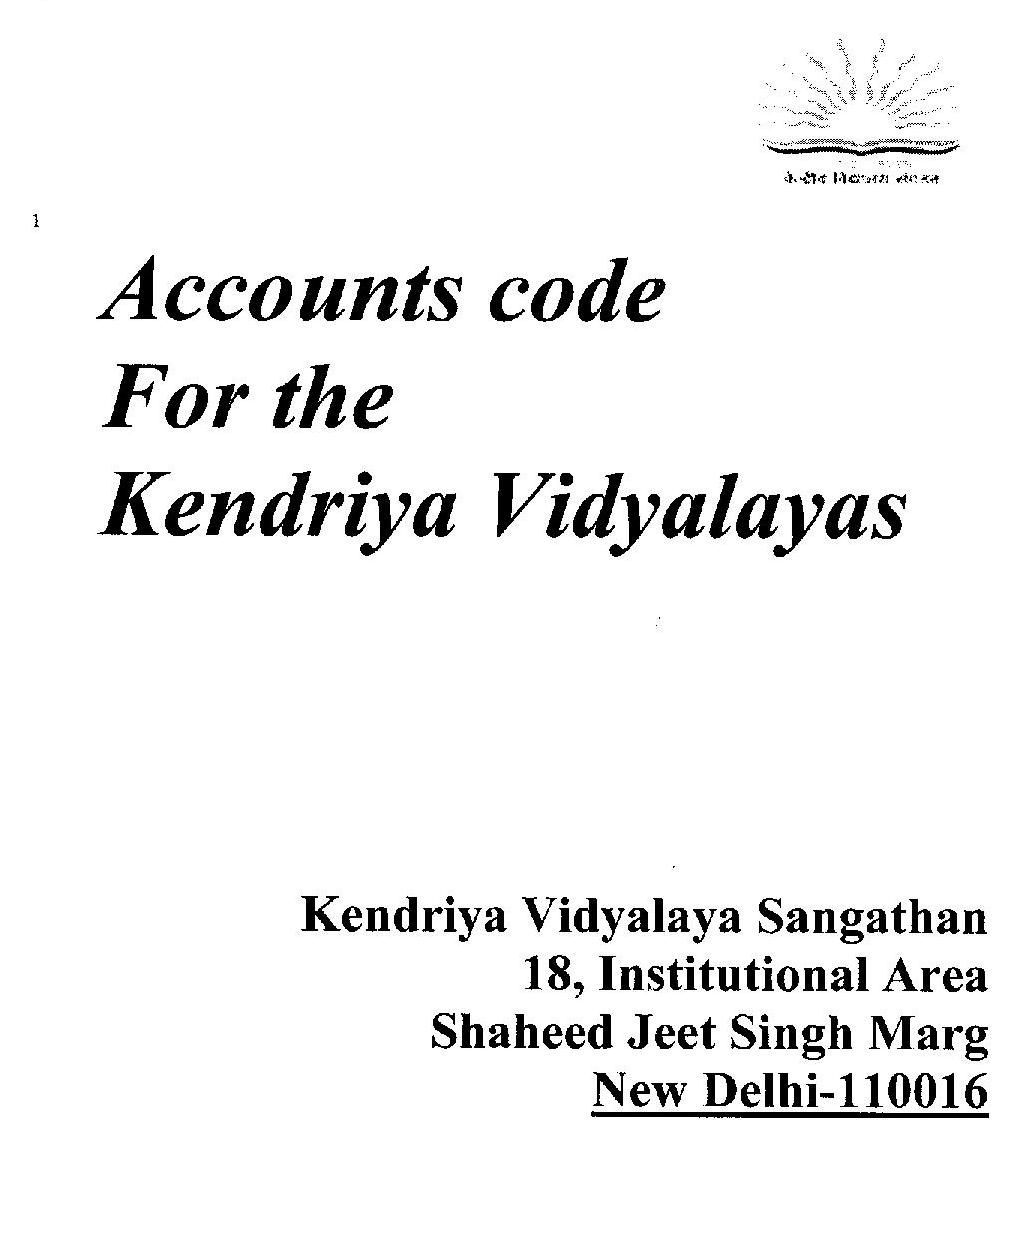 1
Accounts code
For the
Kendriya Vidyalayas
Kendriya Vidyalaya Sangathan
18, Institutional Area
Shaheed Jeet Singh Marg
New Delhi-110016